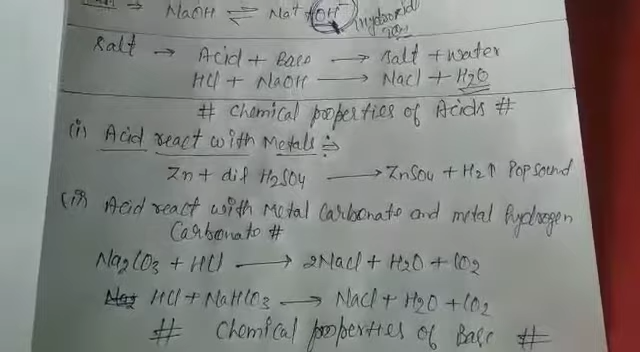 → NaOH ⇌ Na⁺ + OH⁻ (hydroxide
Salt → Acid + Base → Salt + water
HCl + NaOH → NaCl + H₂O
# Chemical properties of Acids #
(i) Acid react with Metals ⇒
Zn + dil H₂SO₄ → ZnSO₄ + H₂↑ Pop sound
(ii) Acid react with Metal Carbonate and metal hydrogen
Carbonate #
Na₂CO₃ + HCl → 2NaCl + H₂O + CO₂
HCl + NaHCO₃ → NaCl + H₂O + CO₂
# Chemical properties of Base #